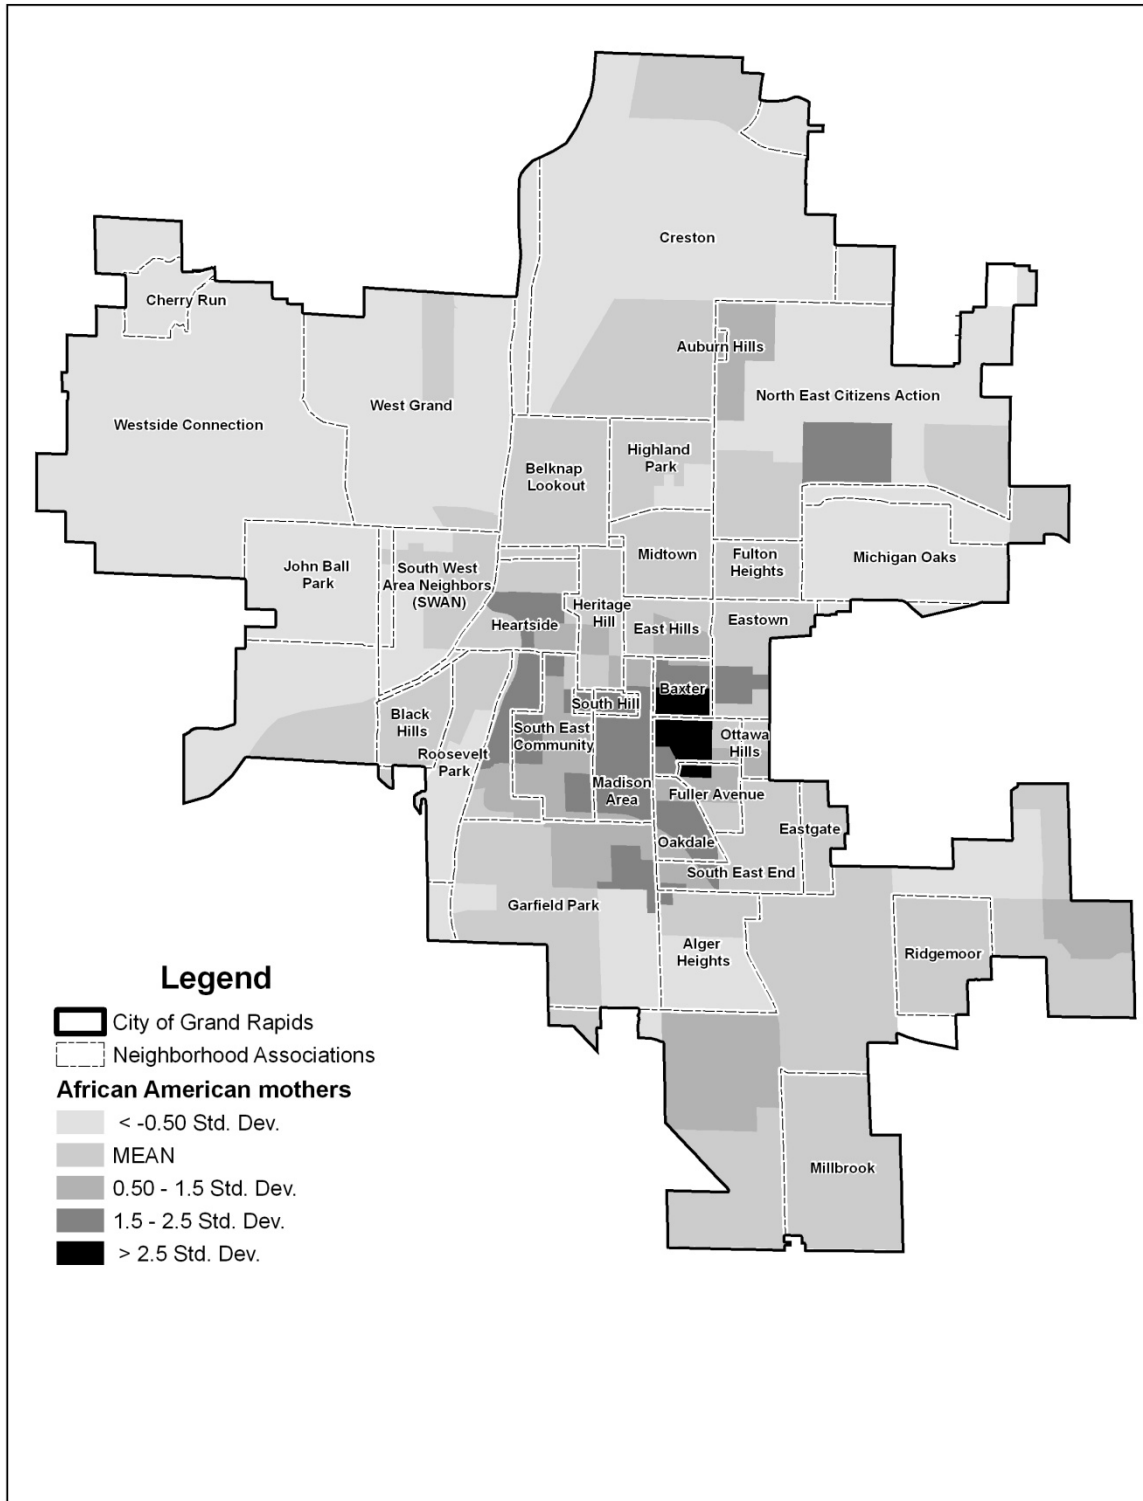 Creston
Cherry Run
Auburn Hills
West Grand
North East Citizens Action
Westside Connection
Highland
Park
Belknap
Lookout
Midtown
Fulton
Heights
Michigan Oaks
John Ball
Park
South West
Area Neighbors
(SWAN)
Heritage
Hill
Heartside
East Hills
Eastown
Baxter
South Hill
Black
Hills
South East
Community
Ottawa
Hills
Roosevelt
Park
Madison
Area
Fuller Avenue
Oakdale
Eastgate
South East End
Garfield Park
Alger
Heights
Ridgemoor
Millbrook
Legend
City of Grand Rapids
Neighborhood Associations
African American mothers
< -0.50 Std. Dev.
MEAN
0.50 - 1.5 Std. Dev.
1.5 - 2.5 Std. Dev.
> 2.5 Std. Dev.